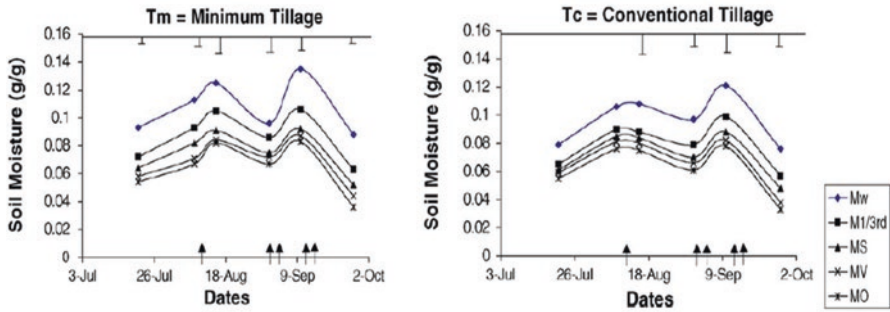 Tm = Minimum Tillage
Soil Moisture (g/g)
0.16
0.14
0.12
0.1
0.08
0.06
0.04
0.02
0
3-Jul 26-Jul 18-Aug 9-Sep 2-Oct
Dates
Tc = Conventional Tillage
Soil Moisture (g/g)
0.16
0.14
0.12
0.1
0.08
0.06
0.04
0.02
0
3-Jul 26-Jul 18-Aug 9-Sep 2-Oct
Dates
Mw
M1/3rd
MS
MV
MO